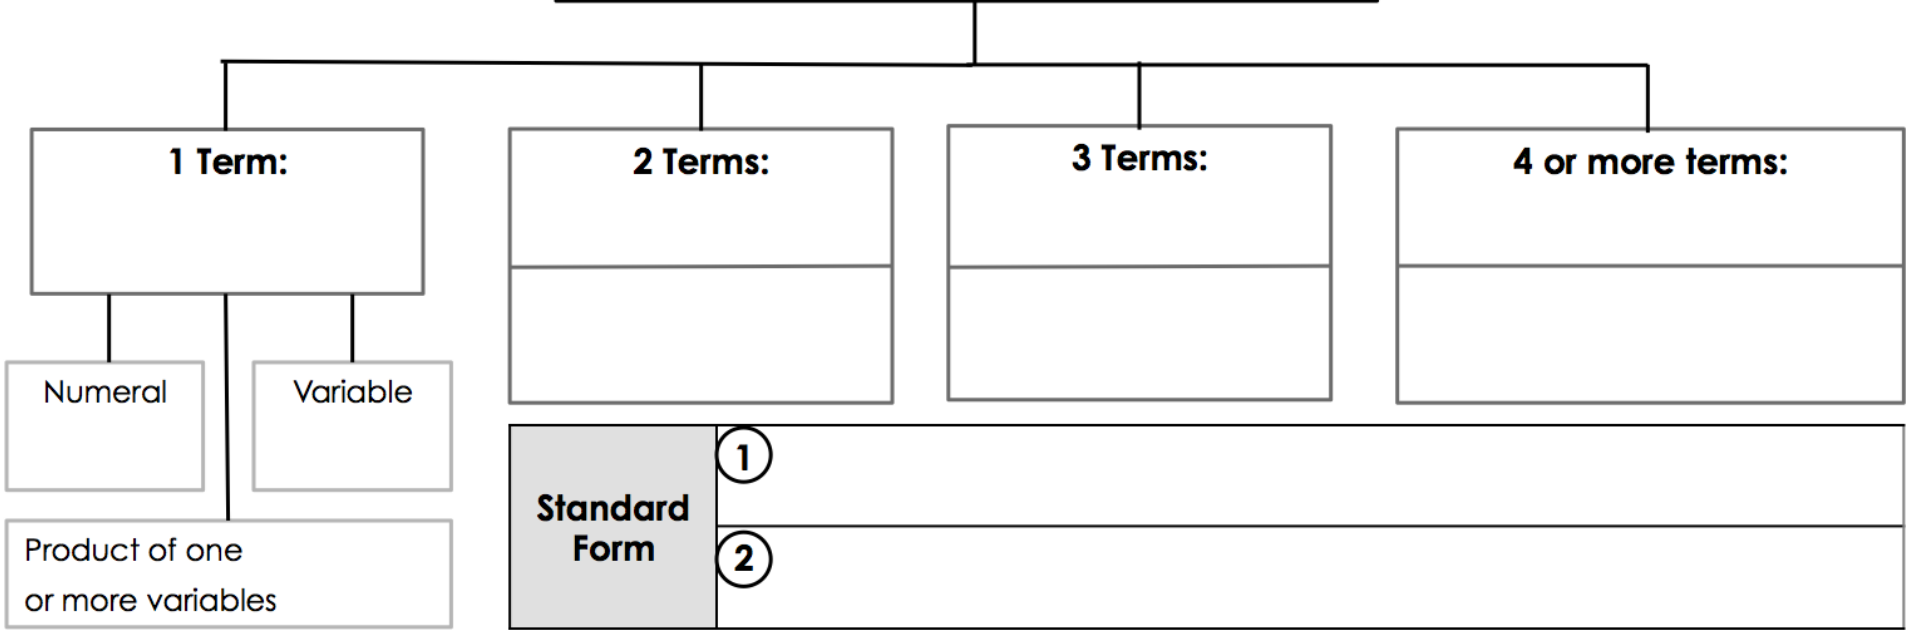 1 Term:
2 Terms:
3 Terms:
4 or more terms:
Numeral
Variable
Product of one
or more variables
Standard
Form
1
2